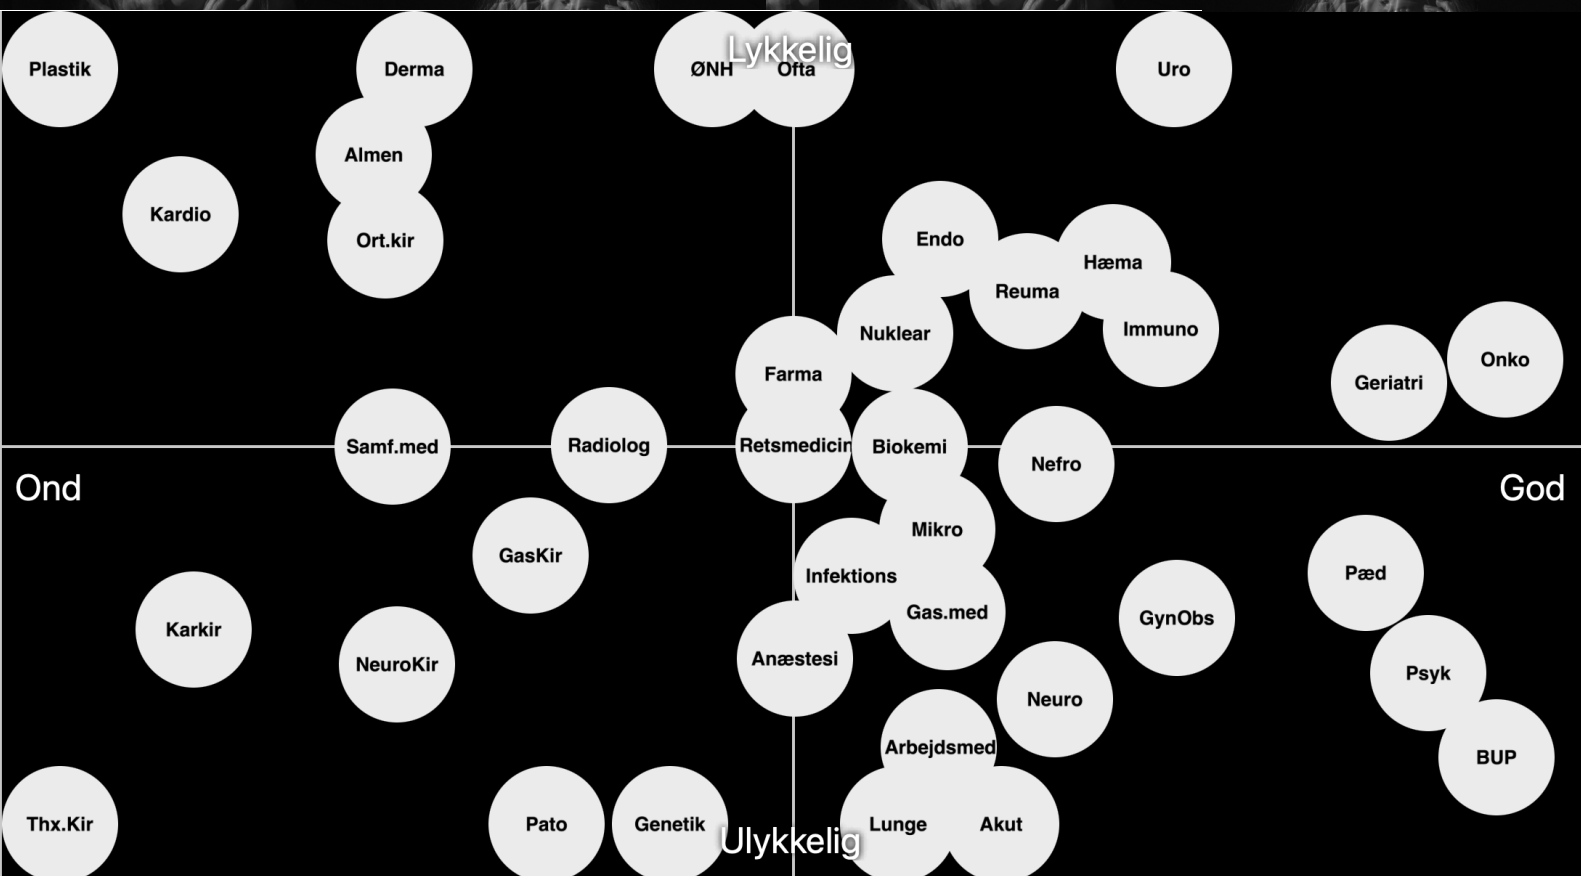 Lykkelig
Plastik
Derma
ØNH
Ofta
Uro
Almen
Kardio
Ort.kir
Endo
Hæma
Reuma
Immuno
Nuklear
Onko
Farma
Geriatri
Samf.med
Radiolog
Retsmedicin
Biokemi
Nefro
Ond
God
Mikro
GasKir
Pæd
Infektions
Gas.med
GynObs
Karkir
NeuroKir
Anæstesi
Psyk
Neuro
Arbejdsmed
BUP
Thx.Kir
Pato
Genetik
Lunge
Akut
Ulykkelig